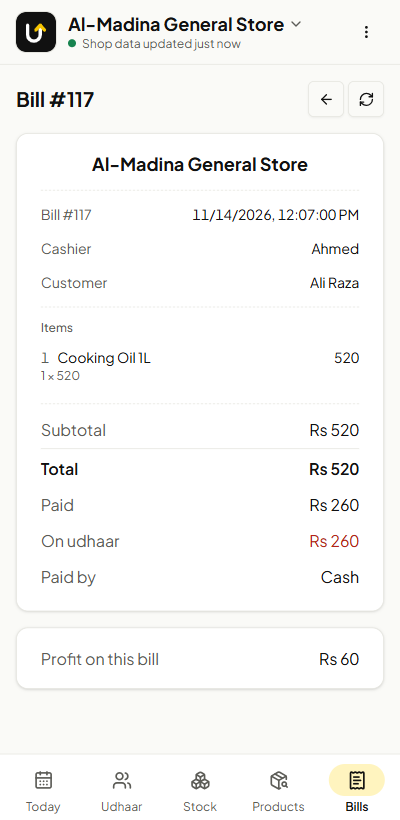 Al-Madina General Store
Shop data updated just now
Bill #117
Al-Madina General Store
Bill #117 11/14/2026, 12:07:00 PM
Cashier Ahmed
Customer Ali Raza
Items
1 Cooking Oil 1L 520
1 × 520
Subtotal Rs 520
Total Rs 520
Paid Rs 260
On udhaar Rs 260
Paid by Cash
Profit on this bill Rs 60
Today Udhaar Stock Products Bills